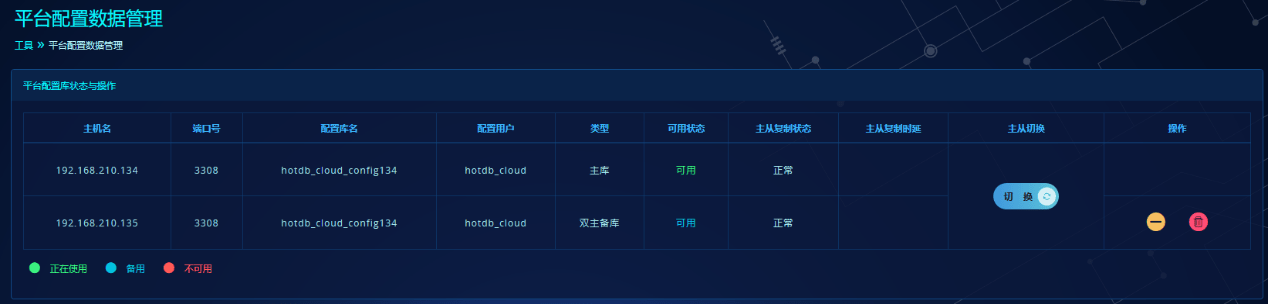 平台配置数据管理
工具 » 平台配置数据管理
平台配置库状态与操作
主机名 端口号 配置库名 配置用户 类型 可用状态 主从复制状态 主从复制时延 主从切换 操作
192.168.210.134 3308 hotdb_cloud_config134 hotdb_cloud 主库 可用 正常
切 换
192.168.210.135 3308 hotdb_cloud_config134 hotdb_cloud 双主备库 可用 正常
正在使用 备用 不可用